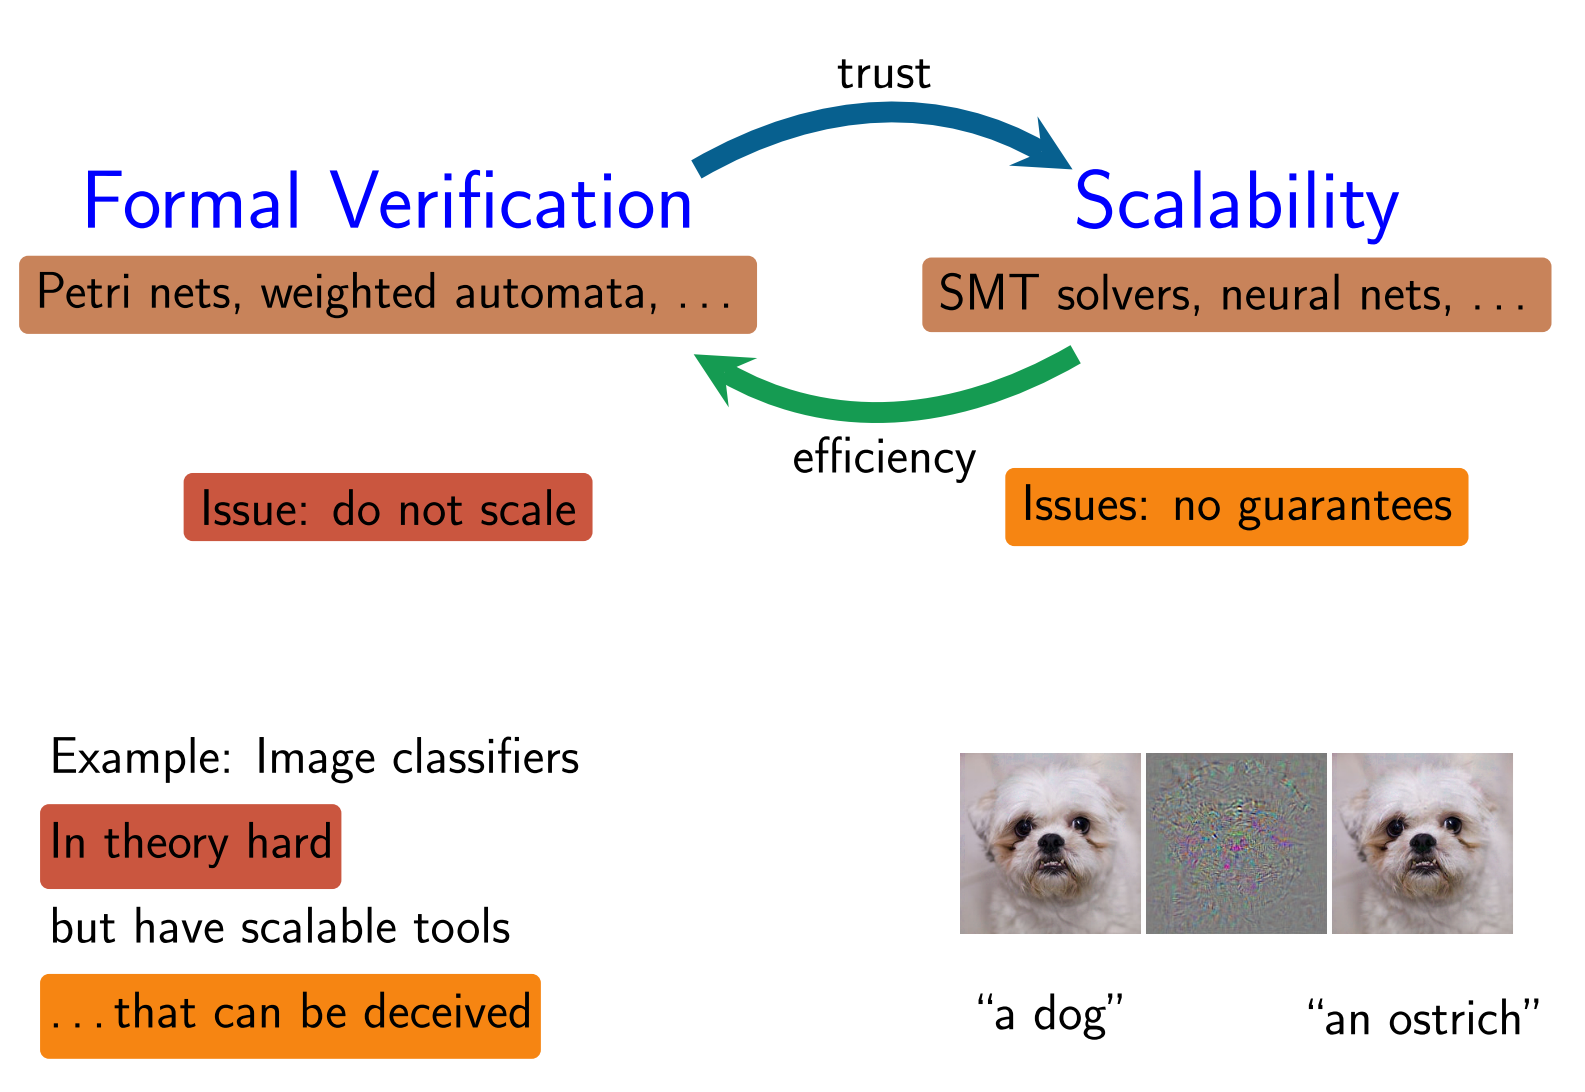 trust
Formal Verification
Scalability
Petri nets, weighted automata, ...
SMT solvers, neural nets, ...
efficiency
Issue: do not scale
Issues: no guarantees
Example: Image classifiers
In theory hard
but have scalable tools
...that can be deceived
“a dog”
“an ostrich”